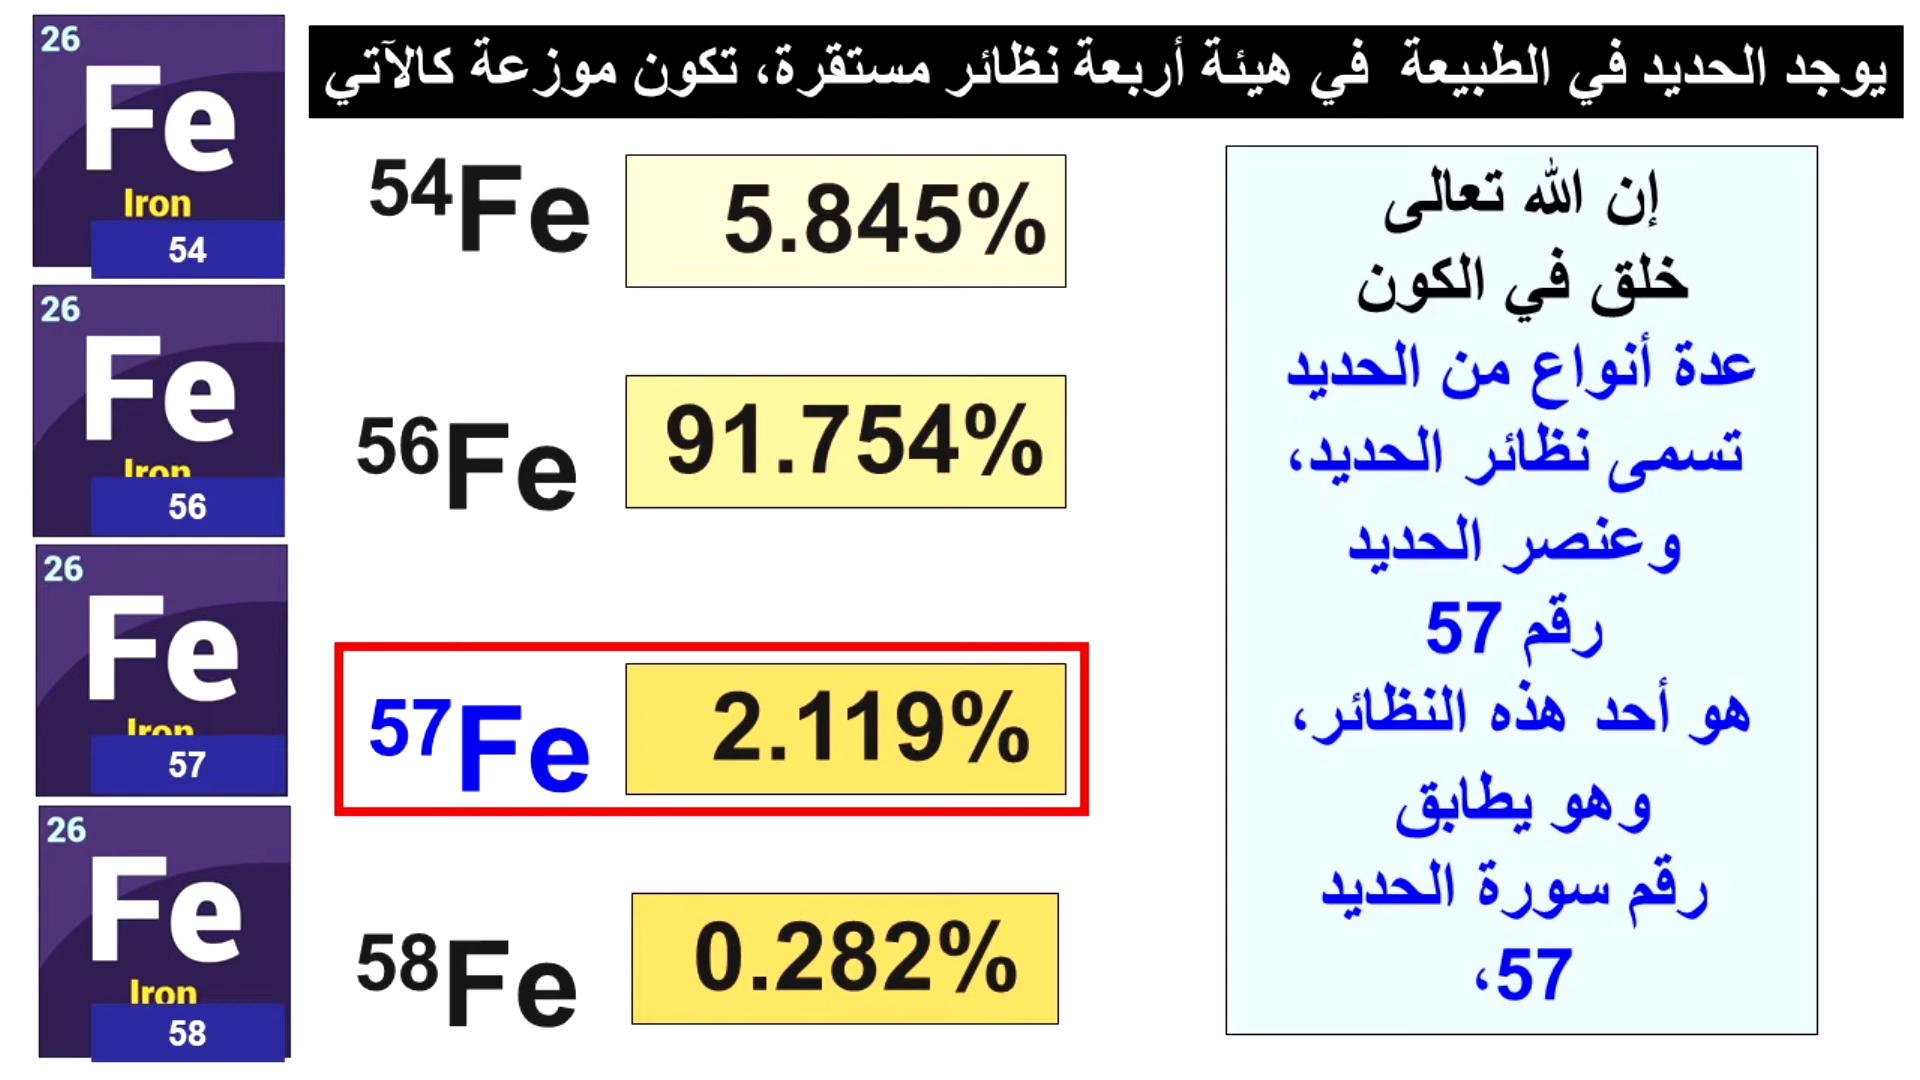 يوجد الحديد في الطبيعة في هيئة أربعة نظائر مستقرة، تكون موزعة كالآتي
26
Fe
Iron
54
26
Fe
Iron
56
26
Fe
Iron
57
26
Fe
Iron
58
54Fe 5.845%
56Fe 91.754%
57Fe 2.119%
58Fe 0.282%
إن الله تعالى
خلق في الكون
عدة أنواع من الحديد
تسمى نظائر الحديد،
وعنصر الحديد
رقم 57
هو أحد هذه النظائر،
وهو يطابق
رقم سورة الحديد
57،